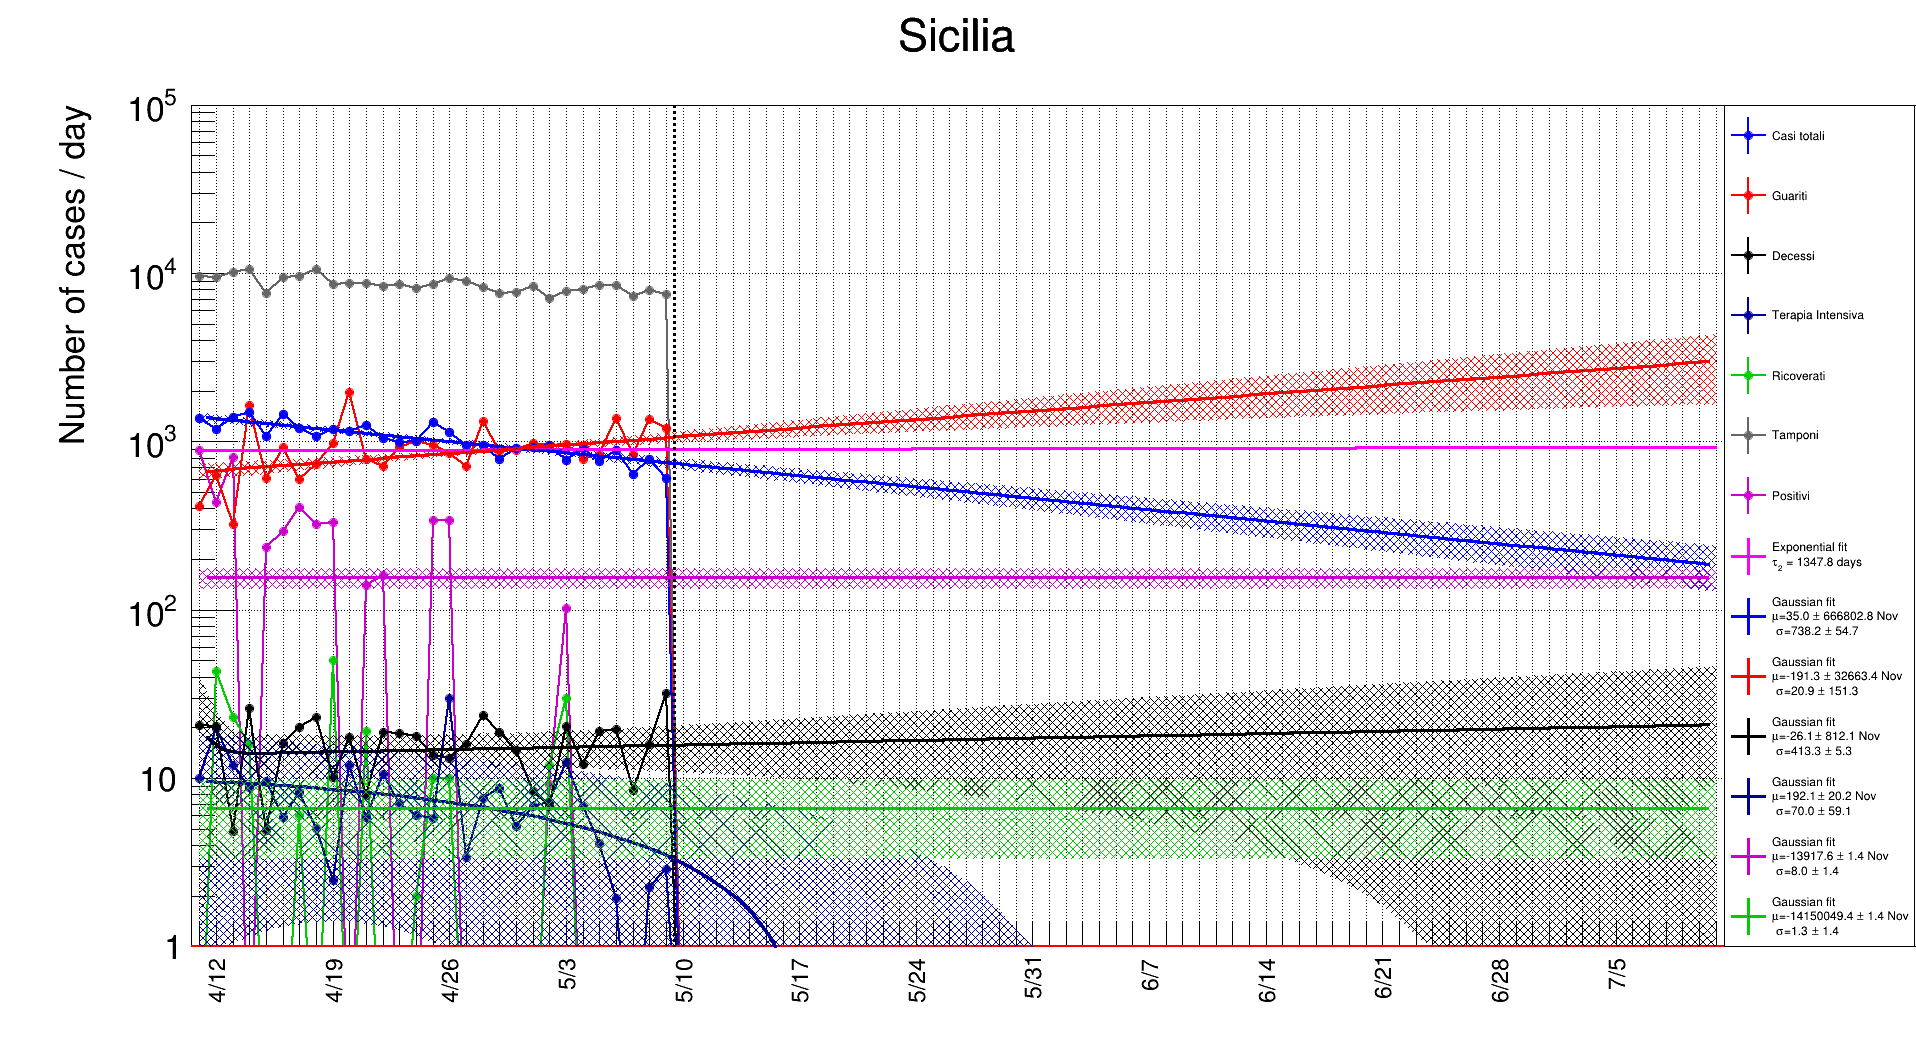 Sicilia
Number of cases / day
10^5
10^4
10^3
10^2
10
1
4/12
4/19
4/26
5/3
5/10
5/17
5/24
5/31
6/7
6/14
6/21
6/28
7/5
Casi totali
Guariti
Decessi
Terapia Intensiva
Ricoverati
Tamponi
Positivi
Exponential fit
τ₂ = 1347.8 days
Gaussian fit
μ=35.0 ± 666802.8 Nov
σ=738.2 ± 54.7
Gaussian fit
μ=-191.3 ± 32663.4 Nov
σ=20.9 ± 151.3
Gaussian fit
μ=-26.1 ± 812.1 Nov
σ=413.3 ± 5.3
Gaussian fit
μ=192.1 ± 20.2 Nov
σ=70.0 ± 59.1
Gaussian fit
μ=-13917.6 ± 1.4 Nov
σ=8.0 ± 1.4
Gaussian fit
μ=-14150049.4 ± 1.4 Nov
σ=1.3 ± 1.4